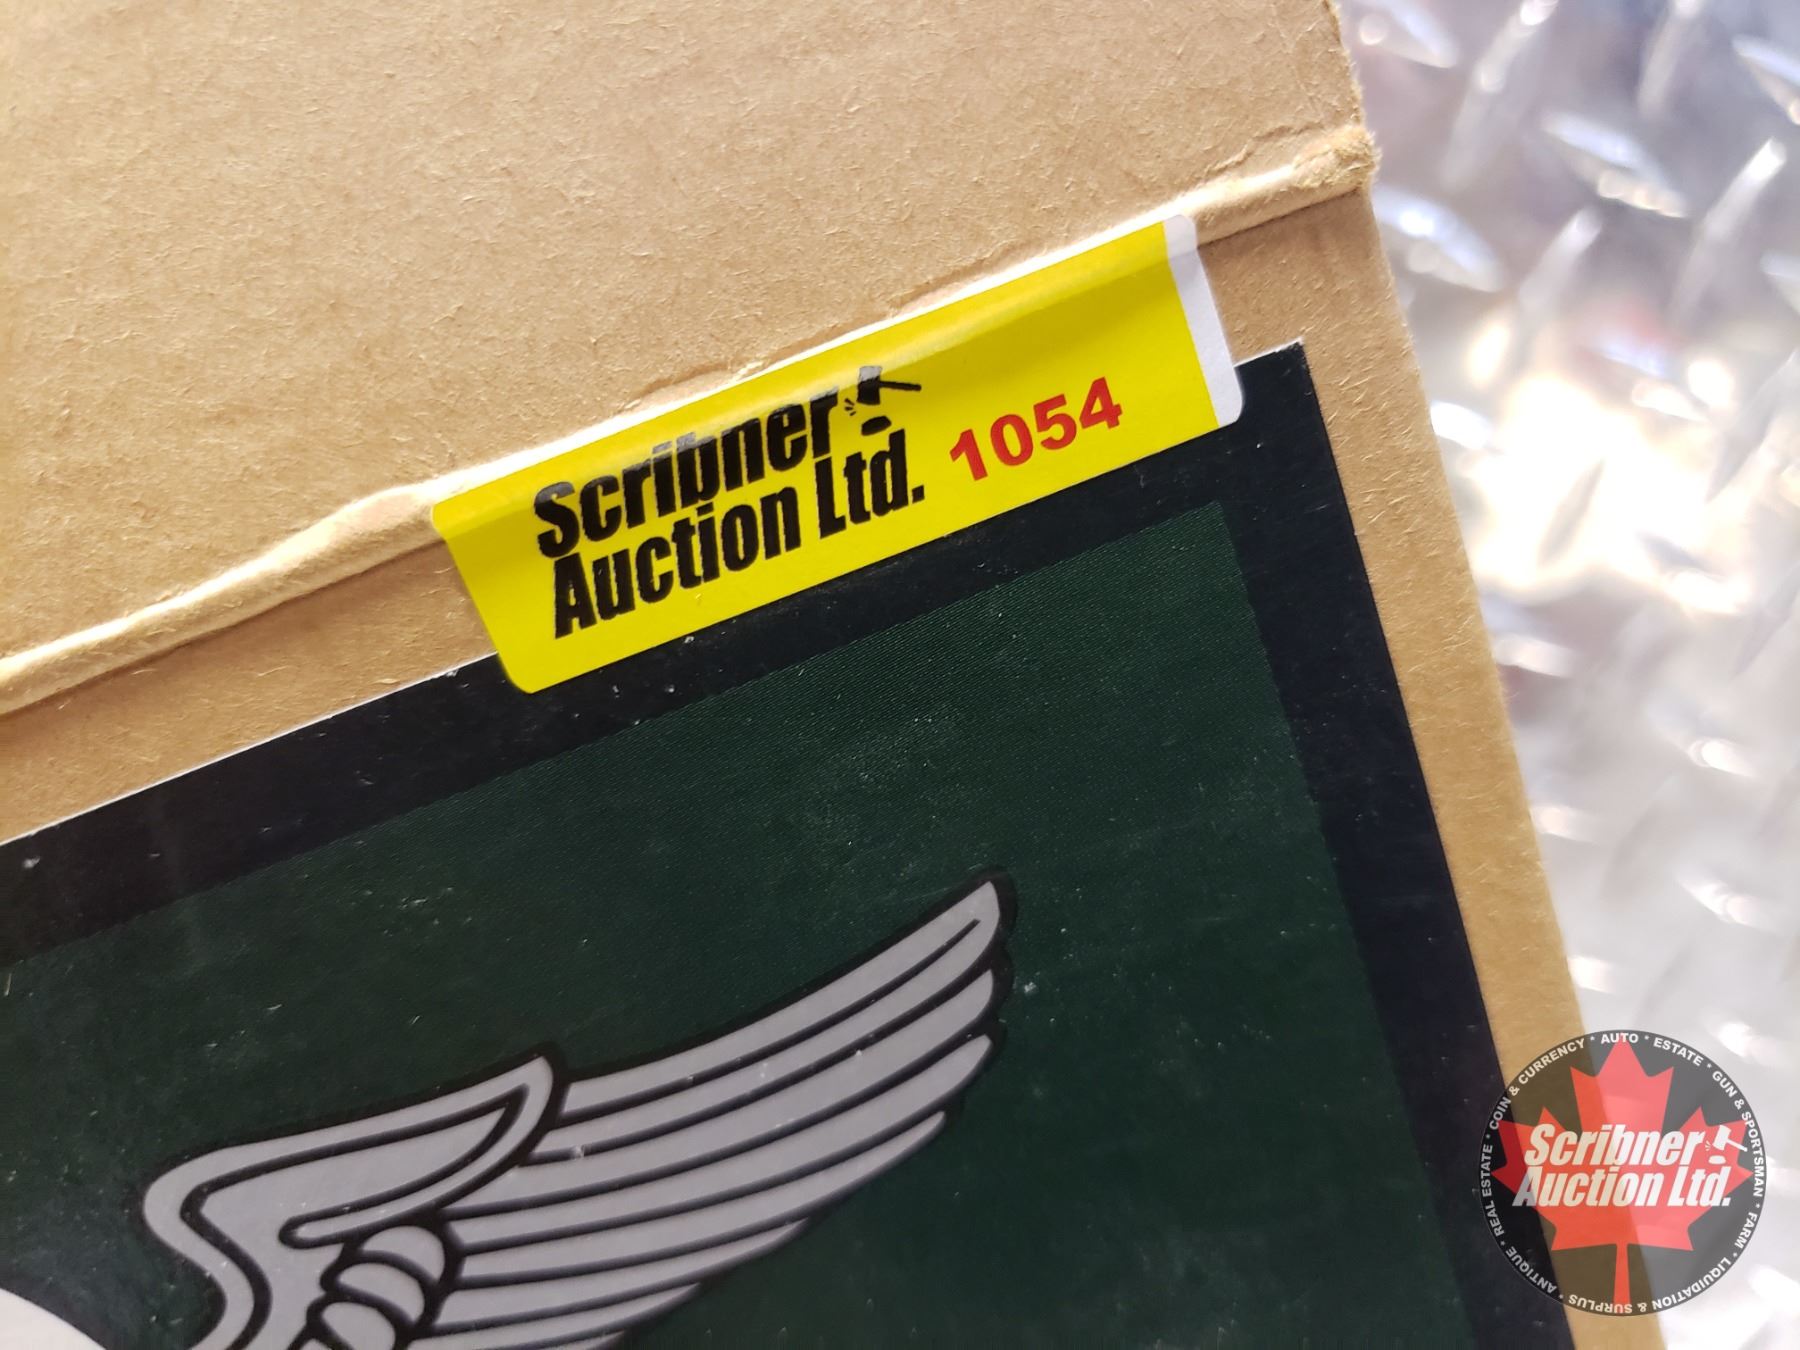 Scribner
Auction Ltd.
1054
Scribner
Auction Ltd.
ANTIQUE * REAL ESTATE * COIN & CURRENCY * AUTO * ESTATE * GUN & SPORTSMAN * FARM * LIQUIDATION & SURPLUS *